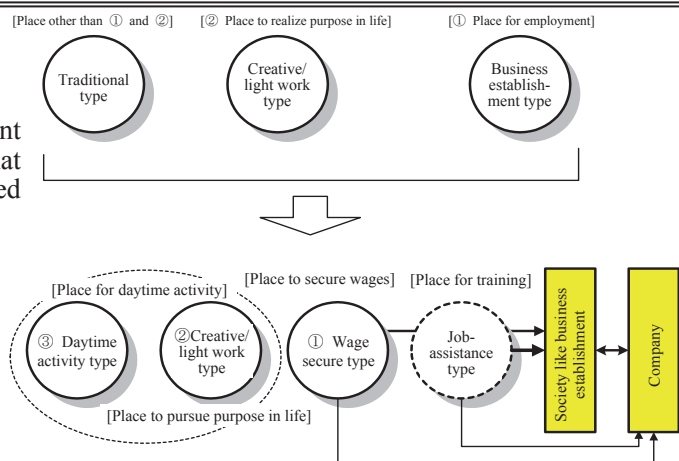 [Place other than ① and ②]
[② Place to realize purpose in life]
[① Place for employment]
Traditional
type
Creative/
light work
type
Business
establish-
ment type
nt
at
ed
[Place for daytime activity]
[Place to secure wages]
[Place for training]
③ Daytime
activity type
②Creative/
light work
type
① Wage
secure type
Job-
assistance
type
Society like business
establishment
Company
[Place to pursue purpose in life]